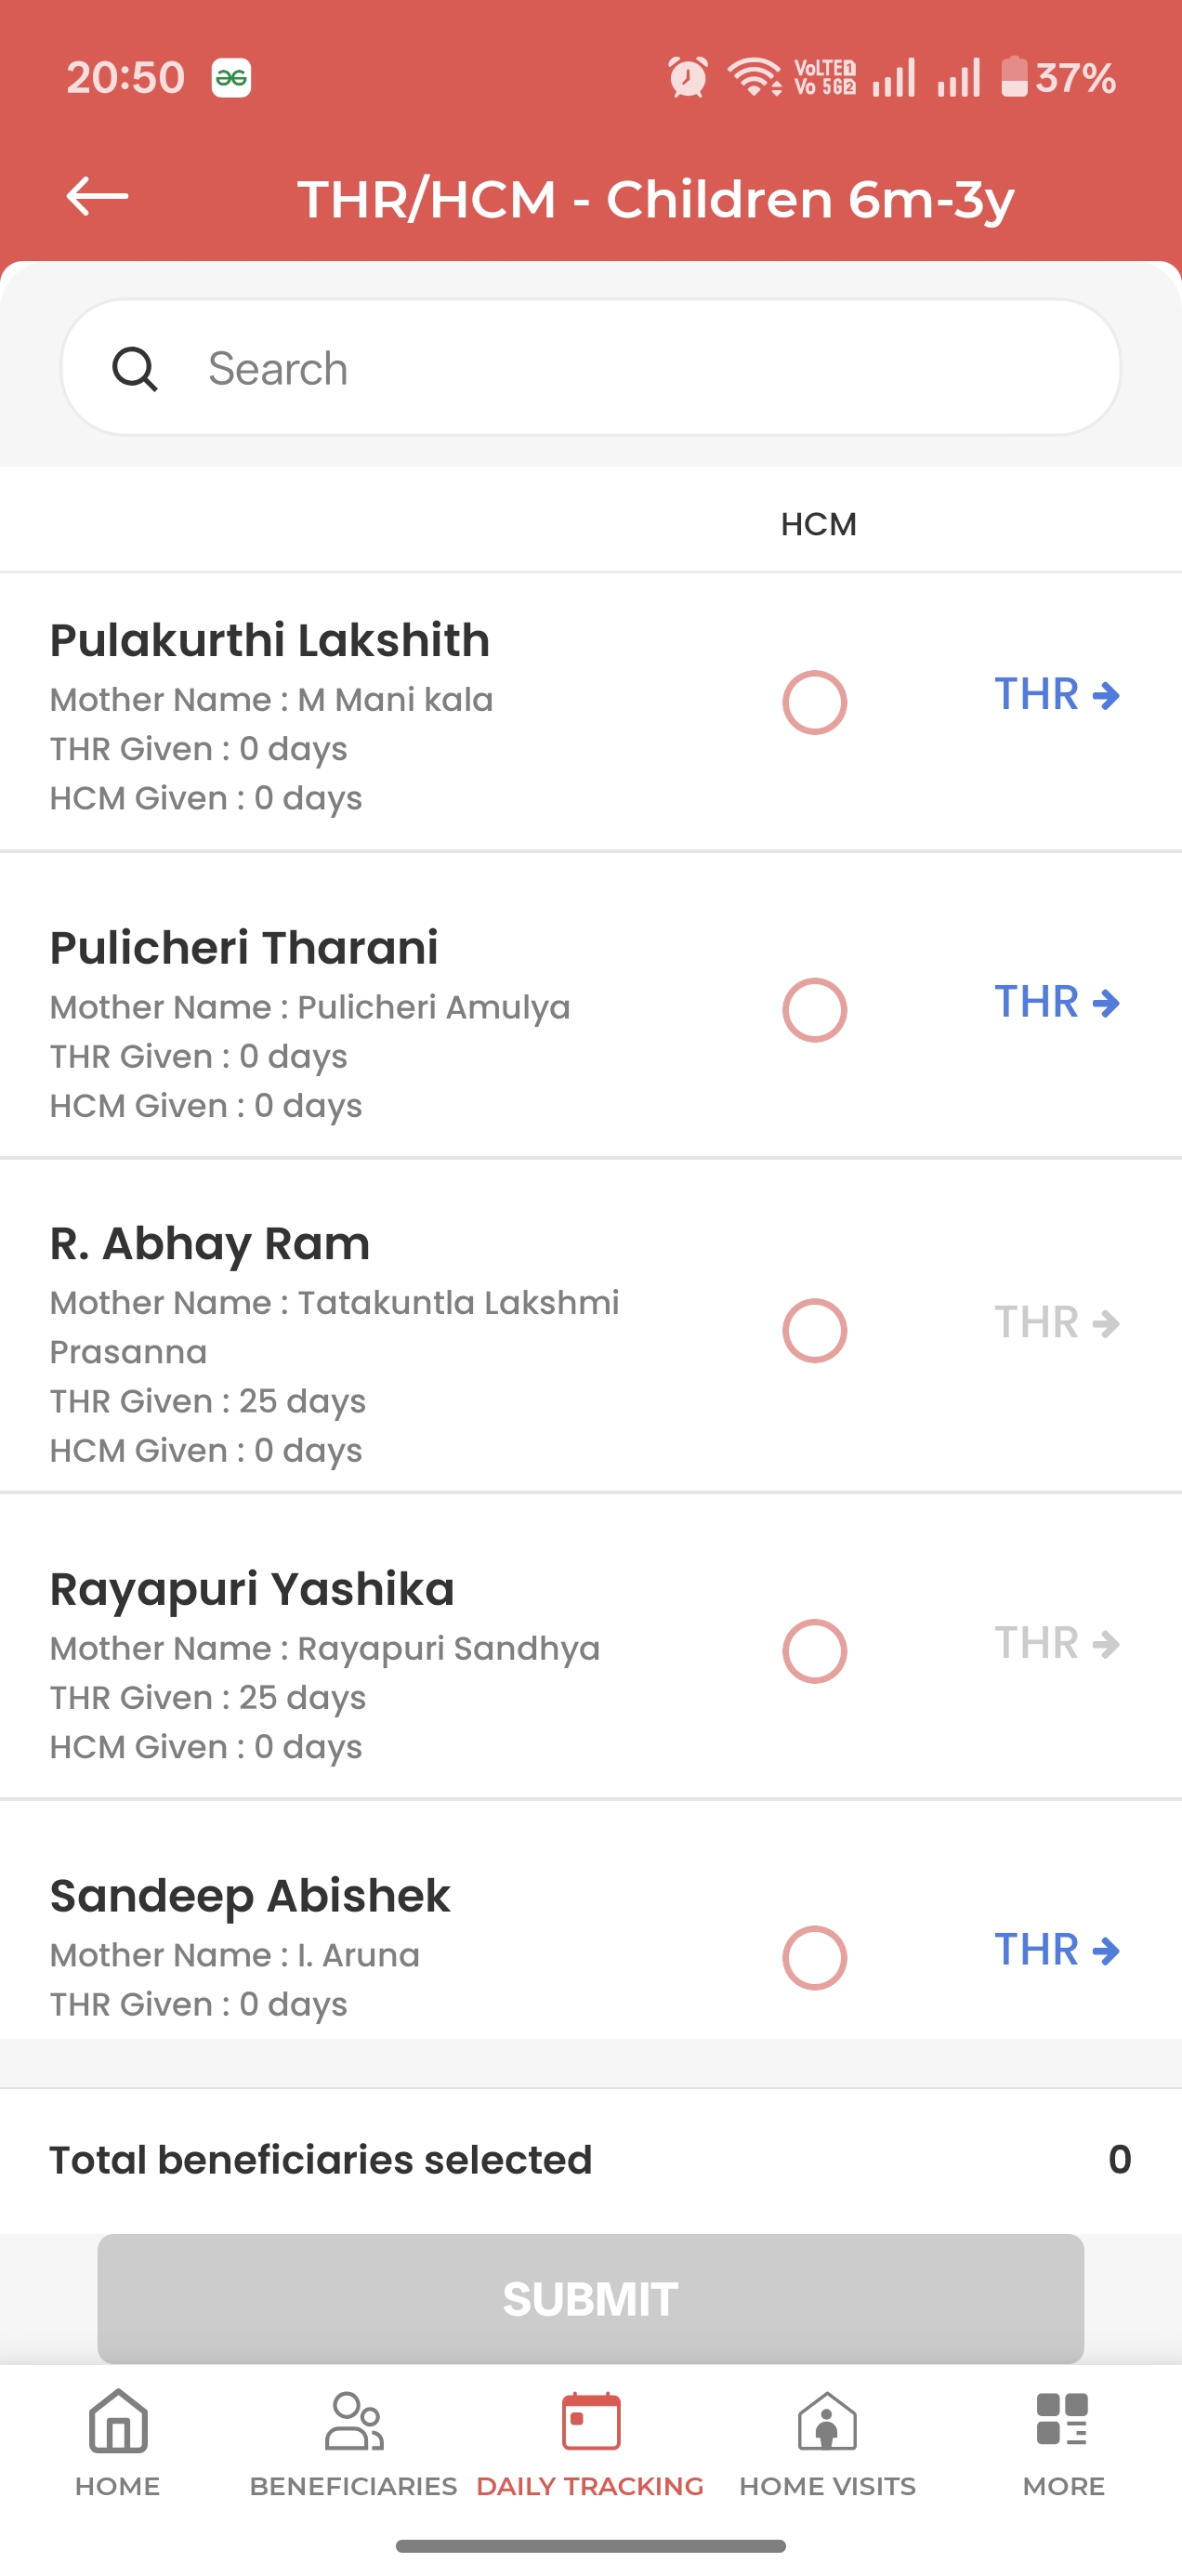 20:50
VoLTE1
Vo 5G2
37%
THR/HCM - Children 6m-3y
Search
HCM
Pulakurthi Lakshith
Mother Name : M Mani kala
THR Given : 0 days
HCM Given : 0 days
THR
Pulicheri Tharani
Mother Name : Pulicheri Amulya
THR Given : 0 days
HCM Given : 0 days
THR
R. Abhay Ram
Mother Name : Tatakuntla Lakshmi
Prasanna
THR Given : 25 days
HCM Given : 0 days
THR
Rayapuri Yashika
Mother Name : Rayapuri Sandhya
THR Given : 25 days
HCM Given : 0 days
THR
Sandeep Abishek
Mother Name : I. Aruna
THR Given : 0 days
THR
Total beneficiaries selected 0
SUBMIT
HOME BENEFICIARIES DAILY TRACKING HOME VISITS MORE